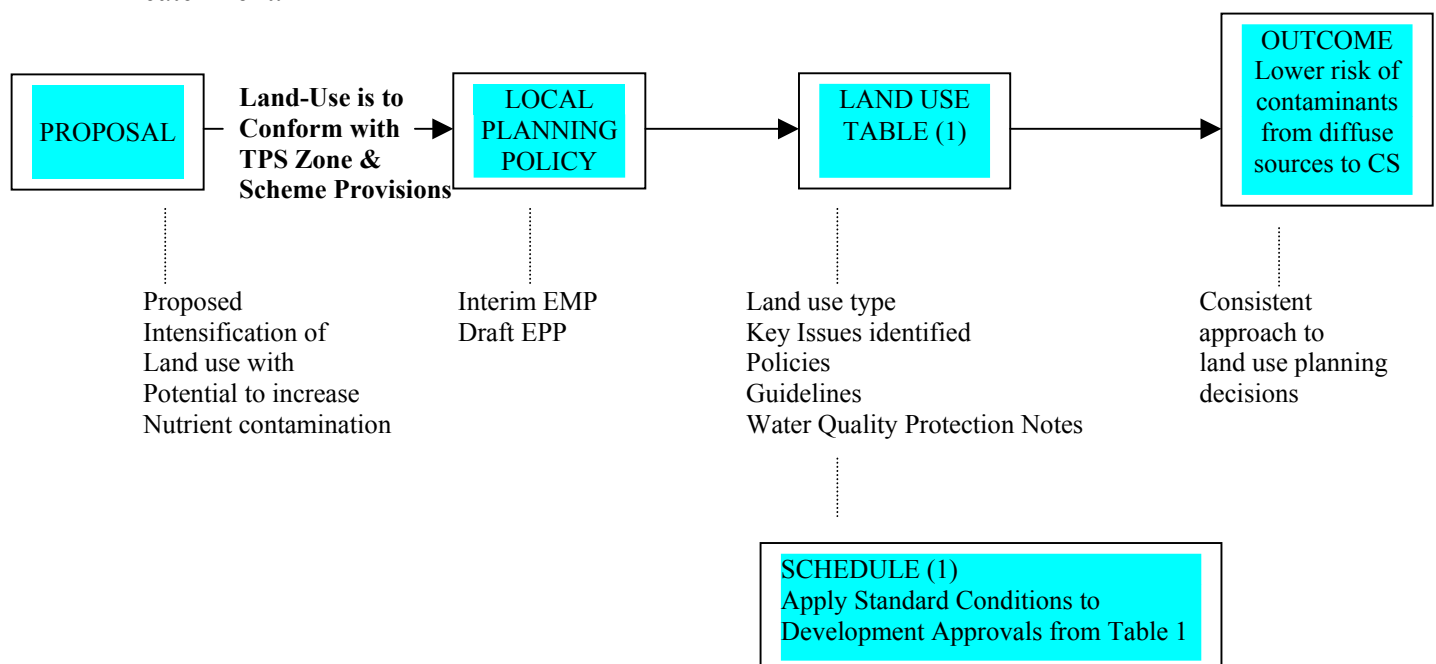 PROPOSAL
Land-Use is to
Conform with
TPS Zone &
Scheme Provisions
LOCAL
PLANNING
POLICY
LAND USE
TABLE (1)
OUTCOME
Lower risk of
contaminants
from diffuse
sources to CS
Proposed
Intensification of
Land use with
Potential to increase
Nutrient contamination
Interim EMP
Draft EPP
Land use type
Key Issues identified
Policies
Guidelines
Water Quality Protection Notes
Consistent
approach to
land use planning
decisions
SCHEDULE (1)
Apply Standard Conditions to
Development Approvals from Table 1